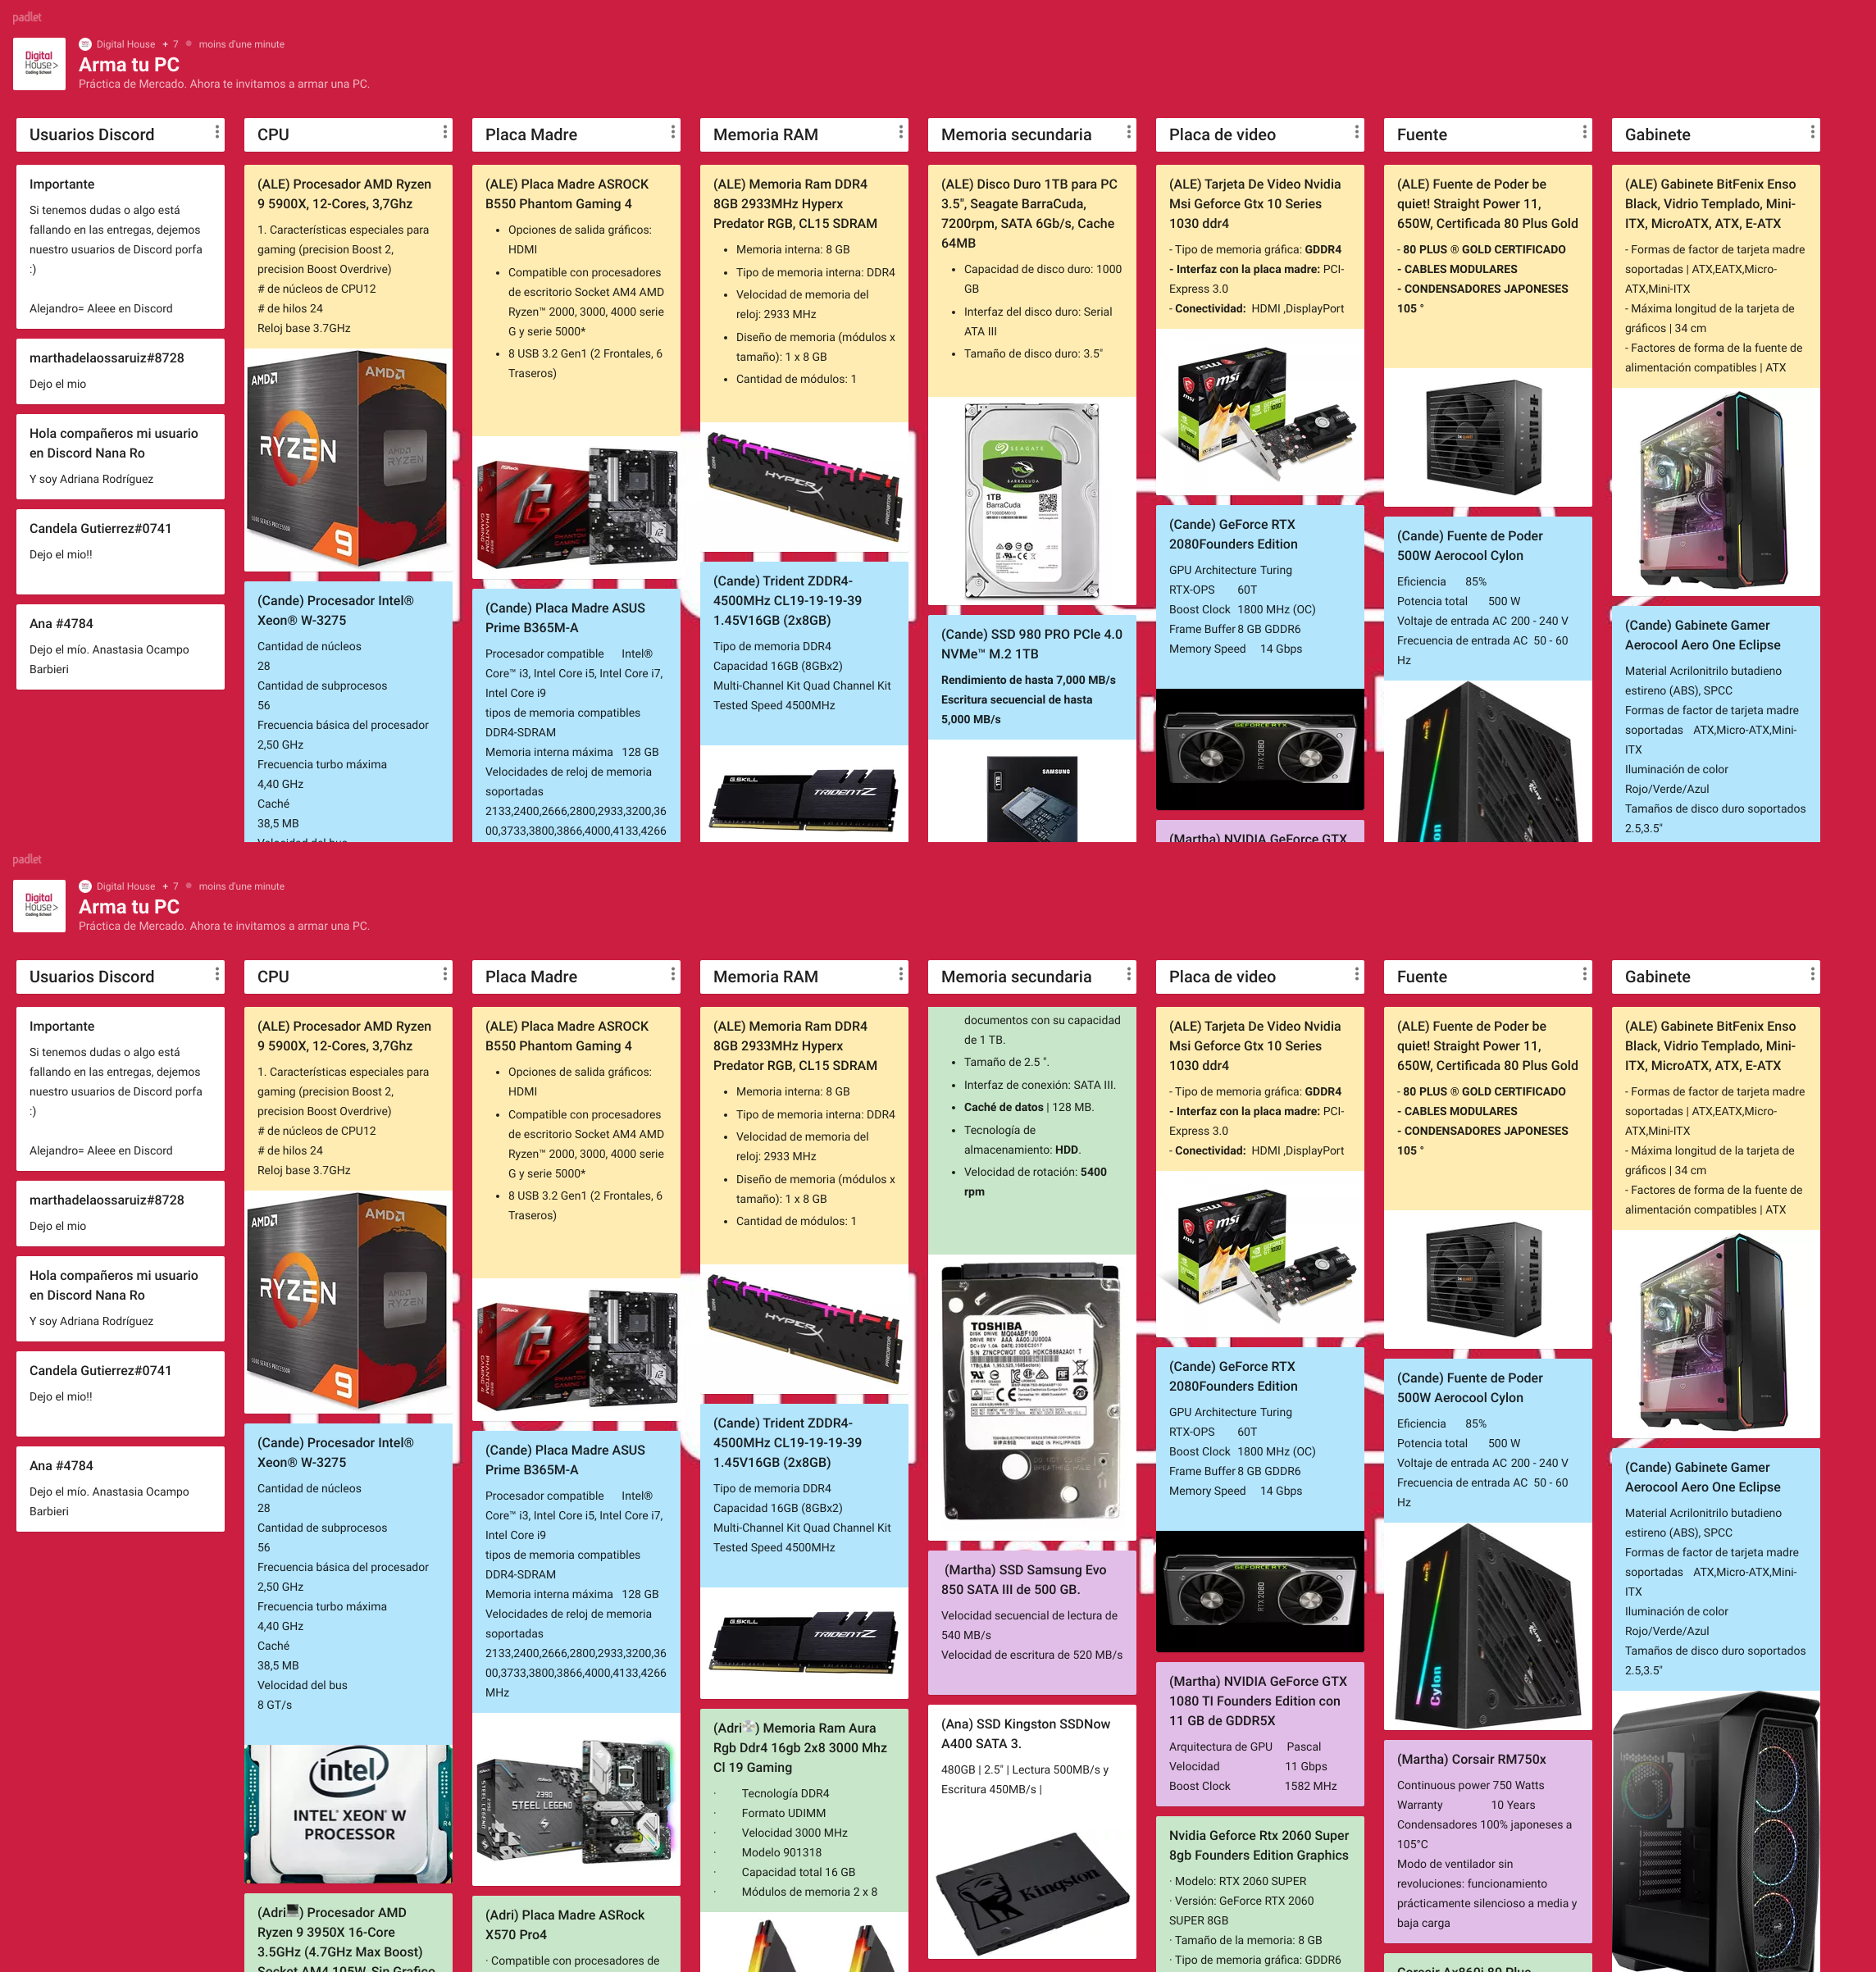 padlet
Digital House + 7 moins d'une minute
Arma tu PC
Práctica de Mercado. Ahora te invitamos a armar una PC.
Usuarios Discord
Importante
Si tenemos dudas o algo está
fallando en las entregas, dejemos
nuestro usuarios de Discord porfa
:)
Alejandro= Aleee en Discord
marthadelaossaruiz#8728
Dejo el mio
Hola compañeros mi usuario
en Discord Nana Ro
Y soy Adriana Rodríguez
Candela Gutierrez#0741
Dejo el mio!!
Ana #4784
Dejo el mío. Anastasia Ocampo
Barbieri
CPU
(ALE) Procesador AMD Ryzen
9 5900X, 12-Cores, 3,7Ghz
1. Características especiales para
gaming (precision Boost 2,
precision Boost Overdrive)
# de núcleos de CPU12
# de hilos 24
Reloj base 3.7GHz
AMD
RYZEN
9
(Cande) Procesador Intel®
Xeon® W-3275
Cantidad de núcleos
28
Cantidad de subprocesos
56
Frecuencia básica del procesador
2,50 GHz
Frecuencia turbo máxima
4,40 GHz
Caché
38,5 MB
Velocidad del bus
Placa Madre
(ALE) Placa Madre ASROCK
B550 Phantom Gaming 4
Opciones de salida gráficos:
HDMI
Compatible con procesadores
de escritorio Socket AM4 AMD
Ryzen™ 2000, 3000, 4000 serie
G y serie 5000*
8 USB 3.2 Gen1 (2 Frontales, 6
Traseros)
(Cande) Placa Madre ASUS
Prime B365M-A
Procesador compatible Intel®
Core™ i3, Intel Core i5, Intel Core i7,
Intel Core i9
tipos de memoria compatibles
DDR4-SDRAM
Memoria interna máxima 128 GB
Velocidades de reloj de memoria
soportadas
2133,2400,2666,2800,2933,3200,36
00,3733,3800,3866,4000,4133,4266
Memoria RAM
(ALE) Memoria Ram DDR4
8GB 2933MHz Hyperx
Predator RGB, CL15 SDRAM
Memoria interna: 8 GB
Tipo de memoria interna: DDR4
Velocidad de memoria del
reloj: 2933 MHz
Diseño de memoria (módulos x
tamaño): 1 x 8 GB
Cantidad de módulos: 1
HYPERX
(Cande) Trident ZDDR4-
4500MHz CL19-19-19-39
1.45V16GB (2x8GB)
Tipo de memoria DDR4
Capacidad 16GB (8GBx2)
Multi-Channel Kit Quad Channel Kit
Tested Speed 4500MHz
G.SKILL
TRIDENTZ
Memoria secundaria
(ALE) Disco Duro 1TB para PC
3.5", Seagate BarraCuda,
7200rpm, SATA 6Gb/s, Cache
64MB
Capacidad de disco duro: 1000
GB
Interfaz del disco duro: Serial
ATA III
Tamaño de disco duro: 3.5"
SEAGATE
BARRACUDA
1TB
BarraCuda
(Cande) SSD 980 PRO PCIe 4.0
NVMe™ M.2 1TB
Rendimiento de hasta 7,000 MB/s
Escritura secuencial de hasta
5,000 MB/s
1TB
SAMSUNG
Placa de video
(ALE) Tarjeta De Video Nvidia
Msi Geforce Gtx 10 Series
1030 ddr4
- Tipo de memoria gráfica: GDDR4
- Interfaz con la placa madre: PCI-
Express 3.0
- Conectividad: HDMI ,DisplayPort
msi
(Cande) GeForce RTX
2080Founders Edition
GPU Architecture Turing
RTX-OPS 60T
Boost Clock 1800 MHz (OC)
Frame Buffer 8 GB GDDR6
Memory Speed 14 Gbps
GEFORCE RTX
RTX 2080
(Martha) NVIDIA GeForce GTX
Fuente
(ALE) Fuente de Poder be
quiet! Straight Power 11,
650W, Certificada 80 Plus Gold
- 80 PLUS ® GOLD CERTIFICADO
- CABLES MODULARES
- CONDENSADORES JAPONESES
105 °
(Cande) Fuente de Poder
500W Aerocool Cylon
Eficiencia 85%
Potencia total 500 W
Voltaje de entrada AC 200 - 240 V
Frecuencia de entrada AC 50 - 60
Hz
Gabinete
(ALE) Gabinete BitFenix Enso
Black, Vidrio Templado, Mini-
ITX, MicroATX, ATX, E-ATX
- Formas de factor de tarjeta madre
soportadas | ATX,EATX,Micro-
ATX,Mini-ITX
- Máxima longitud de la tarjeta de
gráficos | 34 cm
- Factores de forma de la fuente de
alimentación compatibles | ATX
(Cande) Gabinete Gamer
Aerocool Aero One Eclipse
Material Acrilonitrilo butadieno
estireno (ABS), SPCC
Formas de factor de tarjeta madre
soportadas ATX,Micro-ATX,Mini-
ITX
Iluminación de color
Rojo/Verde/Azul
Tamaños de disco duro soportados
2.5,3.5"
padlet
Digital House + 7 moins d'une minute
Arma tu PC
Práctica de Mercado. Ahora te invitamos a armar una PC.
Usuarios Discord
Importante
Si tenemos dudas o algo está
fallando en las entregas, dejemos
nuestro usuarios de Discord porfa
:)
Alejandro= Aleee en Discord
marthadelaossaruiz#8728
Dejo el mio
Hola compañeros mi usuario
en Discord Nana Ro
Y soy Adriana Rodríguez
Candela Gutierrez#0741
Dejo el mio!!
Ana #4784
Dejo el mío. Anastasia Ocampo
Barbieri
CPU
(ALE) Procesador AMD Ryzen
9 5900X, 12-Cores, 3,7Ghz
1. Características especiales para
gaming (precision Boost 2,
precision Boost Overdrive)
# de núcleos de CPU12
# de hilos 24
Reloj base 3.7GHz
AMD
RYZEN
9
(Cande) Procesador Intel®
Xeon® W-3275
Cantidad de núcleos
28
Cantidad de subprocesos
56
Frecuencia básica del procesador
2,50 GHz
Frecuencia turbo máxima
4,40 GHz
Caché
38,5 MB
Velocidad del bus
8 GT/s
intel
INTEL® XEON® W
PROCESSOR
(Adri) Procesador AMD
Ryzen 9 3950X 16-Core
3.5GHz (4.7GHz Max Boost)
Socket AM4 105W, Sin Grafico
Placa Madre
(ALE) Placa Madre ASROCK
B550 Phantom Gaming 4
Opciones de salida gráficos:
HDMI
Compatible con procesadores
de escritorio Socket AM4 AMD
Ryzen™ 2000, 3000, 4000 serie
G y serie 5000*
8 USB 3.2 Gen1 (2 Frontales, 6
Traseros)
(Cande) Placa Madre ASUS
Prime B365M-A
Procesador compatible Intel®
Core™ i3, Intel Core i5, Intel Core i7,
Intel Core i9
tipos de memoria compatibles
DDR4-SDRAM
Memoria interna máxima 128 GB
Velocidades de reloj de memoria
soportadas
2133,2400,2666,2800,2933,3200,36
00,3733,3800,3866,4000,4133,4266
MHz
Z390
STEEL LEGEND
(Adri) Placa Madre ASRock
X570 Pro4
· Compatible con procesadores de
Memoria RAM
(ALE) Memoria Ram DDR4
8GB 2933MHz Hyperx
Predator RGB, CL15 SDRAM
Memoria interna: 8 GB
Tipo de memoria interna: DDR4
Velocidad de memoria del
reloj: 2933 MHz
Diseño de memoria (módulos x
tamaño): 1 x 8 GB
Cantidad de módulos: 1
HYPERX
(Cande) Trident ZDDR4-
4500MHz CL19-19-19-39
1.45V16GB (2x8GB)
Tipo de memoria DDR4
Capacidad 16GB (8GBx2)
Multi-Channel Kit Quad Channel Kit
Tested Speed 4500MHz
G.SKILL
TRIDENTZ
(Adri) Memoria Ram Aura
Rgb Ddr4 16gb 2x8 3000 Mhz
Cl 19 Gaming
· Tecnología DDR4
· Formato UDIMM
· Velocidad 3000 MHz
· Modelo 901318
· Capacidad total 16 GB
· Módulos de memoria 2 x 8
Memoria secundaria
documentos con su capacidad
de 1 TB.
Tamaño de 2.5 ".
Interfaz de conexión: SATA III.
Caché de datos | 128 MB.
Tecnología de
almacenamiento: HDD.
Velocidad de rotación: 5400
rpm
TOSHIBA
MADE IN PHILIPPINES
(Martha) SSD Samsung Evo
850 SATA III de 500 GB.
Velocidad secuencial de lectura de
540 MB/s
Velocidad de escritura de 520 MB/s
(Ana) SSD Kingston SSDNow
A400 SATA 3.
480GB | 2.5" | Lectura 500MB/s y
Escritura 450MB/s |
Kingston
Placa de video
(ALE) Tarjeta De Video Nvidia
Msi Geforce Gtx 10 Series
1030 ddr4
- Tipo de memoria gráfica: GDDR4
- Interfaz con la placa madre: PCI-
Express 3.0
- Conectividad: HDMI ,DisplayPort
msi
(Cande) GeForce RTX
2080Founders Edition
GPU Architecture Turing
RTX-OPS 60T
Boost Clock 1800 MHz (OC)
Frame Buffer 8 GB GDDR6
Memory Speed 14 Gbps
GEFORCE RTX
RTX 2080
(Martha) NVIDIA GeForce GTX
1080 TI Founders Edition con
11 GB de GDDR5X
Arquitectura de GPU Pascal
Velocidad 11 Gbps
Boost Clock 1582 MHz
Nvidia Geforce Rtx 2060 Super
8gb Founders Edition Graphics
· Modelo: RTX 2060 SUPER
· Versión: GeForce RTX 2060
SUPER 8GB
· Tamaño de la memoria: 8 GB
· Tipo de memoria gráfica: GDDR6
Fuente
(ALE) Fuente de Poder be
quiet! Straight Power 11,
650W, Certificada 80 Plus Gold
- 80 PLUS ® GOLD CERTIFICADO
- CABLES MODULARES
- CONDENSADORES JAPONESES
105 °
(Cande) Fuente de Poder
500W Aerocool Cylon
Eficiencia 85%
Potencia total 500 W
Voltaje de entrada AC 200 - 240 V
Frecuencia de entrada AC 50 - 60
Hz
Cylon
(Martha) Corsair RM750x
Continuous power 750 Watts
Warranty 10 Years
Condensadores 100% japoneses a
105°C
Modo de ventilador sin
revoluciones: funcionamiento
prácticamente silencioso a media y
baja carga
Corsair Ax860i 80 Plus
Gabinete
(ALE) Gabinete BitFenix Enso
Black, Vidrio Templado, Mini-
ITX, MicroATX, ATX, E-ATX
- Formas de factor de tarjeta madre
soportadas | ATX,EATX,Micro-
ATX,Mini-ITX
- Máxima longitud de la tarjeta de
gráficos | 34 cm
- Factores de forma de la fuente de
alimentación compatibles | ATX
(Cande) Gabinete Gamer
Aerocool Aero One Eclipse
Material Acrilonitrilo butadieno
estireno (ABS), SPCC
Formas de factor de tarjeta madre
soportadas ATX,Micro-ATX,Mini-
ITX
Iluminación de color
Rojo/Verde/Azul
Tamaños de disco duro soportados
2.5,3.5"